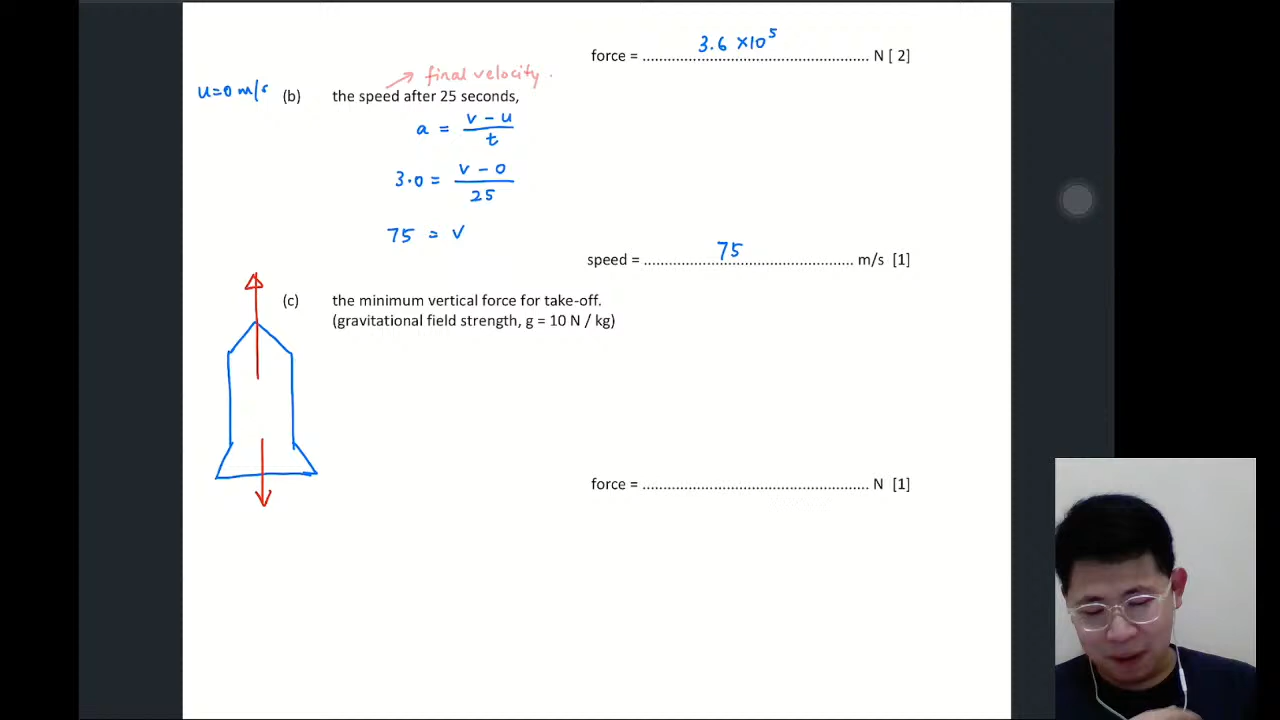 3.6 ×10⁵
force = ...................................................... N [ 2]
final velocity.
u=0 m/s (b) the speed after 25 seconds,
a = v - u / t
3.0 = v - 0 / 25
75 = v
75
speed = .................................................. m/s [1]
(c) the minimum vertical force for take-off.
(gravitational field strength, g = 10 N / kg)
force = ...................................................... N [1]